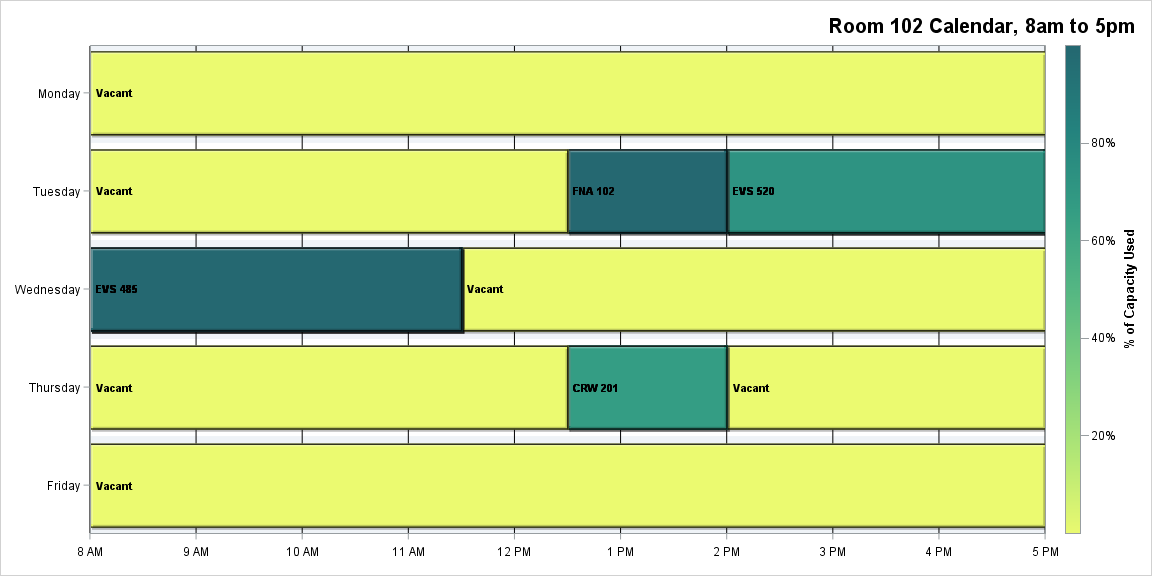 Room 102 Calendar, 8am to 5pm
Monday
Vacant
Tuesday
Vacant
FNA 102
EVS 520
Wednesday
EVS 485
Vacant
Thursday
Vacant
CRW 201
Vacant
Friday
Vacant
8 AM
9 AM
10 AM
11 AM
12 PM
1 PM
2 PM
3 PM
4 PM
5 PM
80%
60%
40%
20%
% of Capacity Used